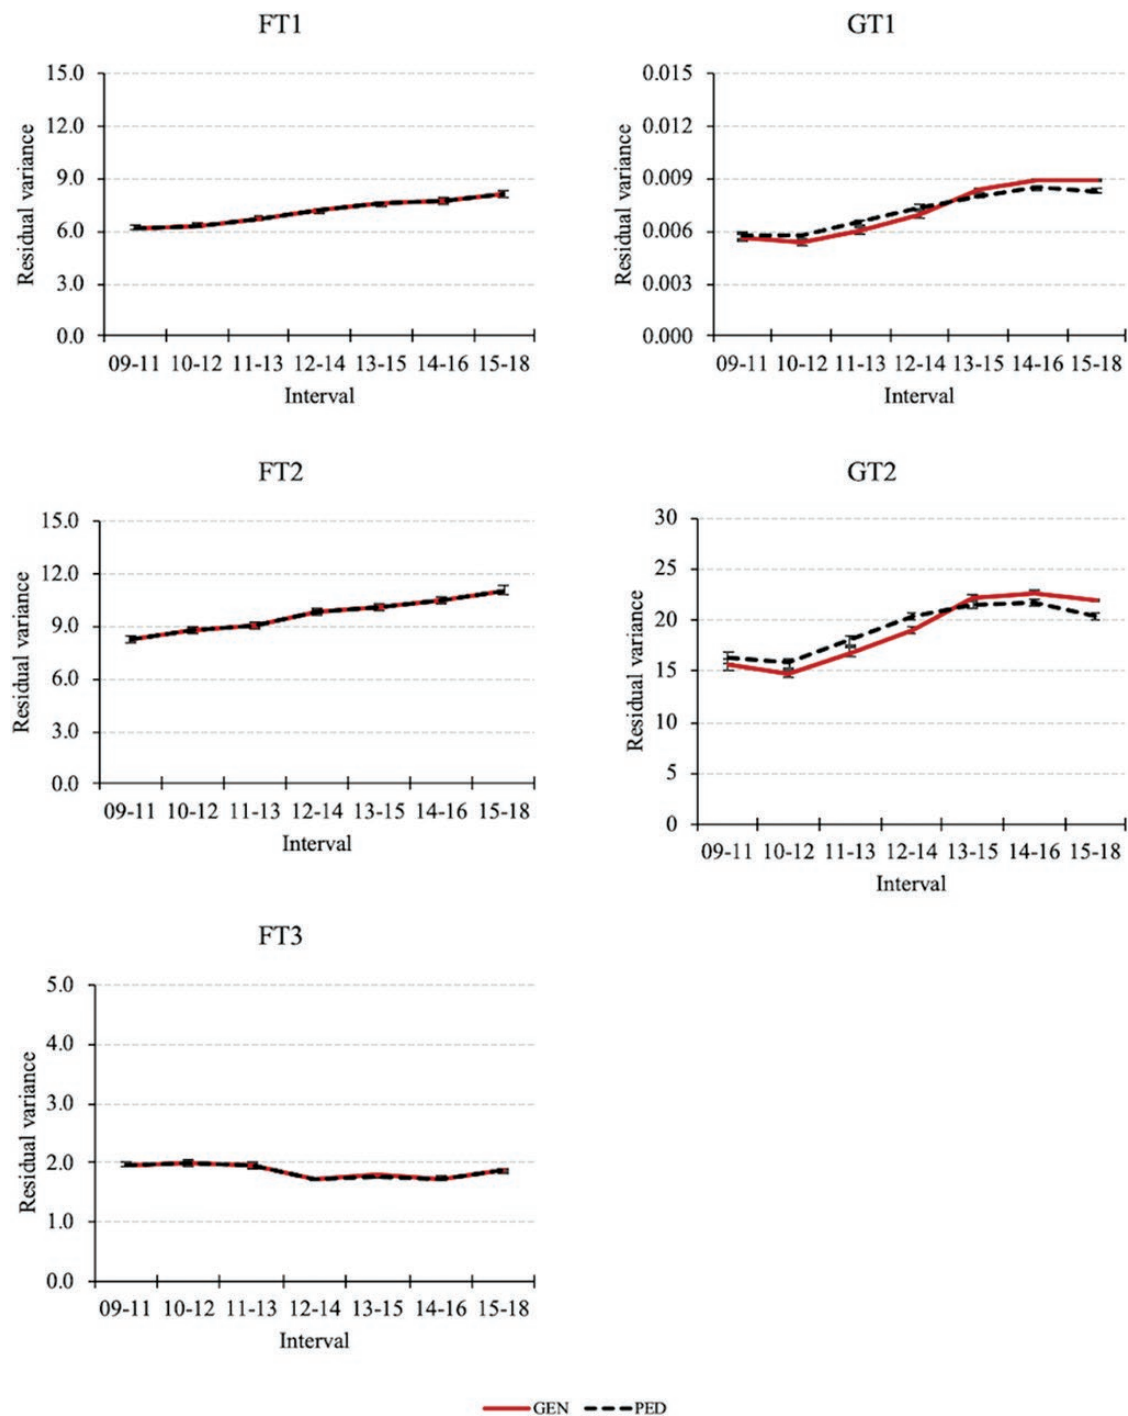 FT1
15.0
12.0
9.0
6.0
3.0
0.0
Residual variance
09-11 10-12 11-13 12-14 13-15 14-16 15-18
Interval
GT1
0.015
0.012
0.009
0.006
0.003
0.000
Residual variance
09-11 10-12 11-13 12-14 13-15 14-16 15-18
Interval
FT2
15.0
12.0
9.0
6.0
3.0
0.0
Residual variance
09-11 10-12 11-13 12-14 13-15 14-16 15-18
Interval
GT2
30
25
20
15
10
5
0
Residual variance
09-11 10-12 11-13 12-14 13-15 14-16 15-18
Interval
FT3
5.0
4.0
3.0
2.0
1.0
0.0
Residual variance
09-11 10-12 11-13 12-14 13-15 14-16 15-18
Interval
GEN PED